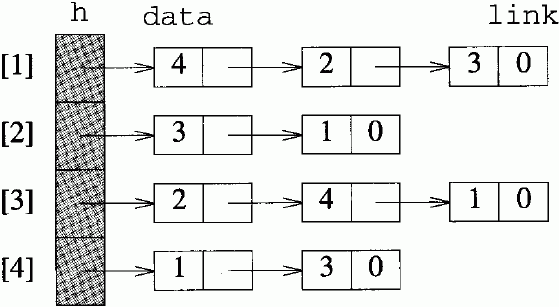 h data link
[1] 4 2 3 0
[2] 3 1 0
[3] 2 4 1 0
[4] 1 3 0